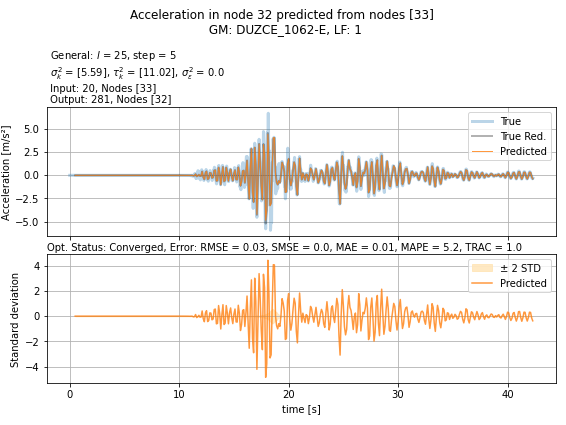 Acceleration in node 32 predicted from nodes [33]
GM: DUZCE_1062-E, LF: 1
General: l = 25, step = 5
σ_k² = [5.59], τ_k² = [11.02], σ_ε² = 0.0
Input: 20, Nodes [33]
Output: 281, Nodes [32]
Acceleration [m/s²]
5.0
2.5
0.0
−2.5
−5.0
True
True Red.
Predicted
Opt. Status: Converged, Error: RMSE = 0.03, SMSE = 0.0, MAE = 0.01, MAPE = 5.2, TRAC = 1.0
Standard deviation
4
2
0
−2
−4
± 2 STD
Predicted
0
10
20
30
40
time [s]